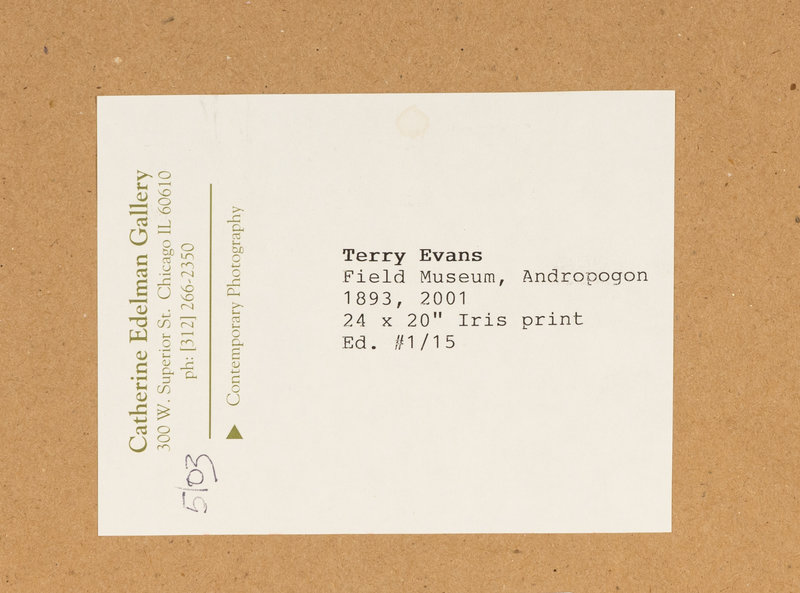 Catherine Edelman Gallery
300 W. Superior St. Chicago IL 60610
ph: [312] 266-2350
Contemporary Photography
5/03
Terry Evans
Field Museum, Andropogon
1893, 2001
24 x 20" Iris print
Ed. #1/15